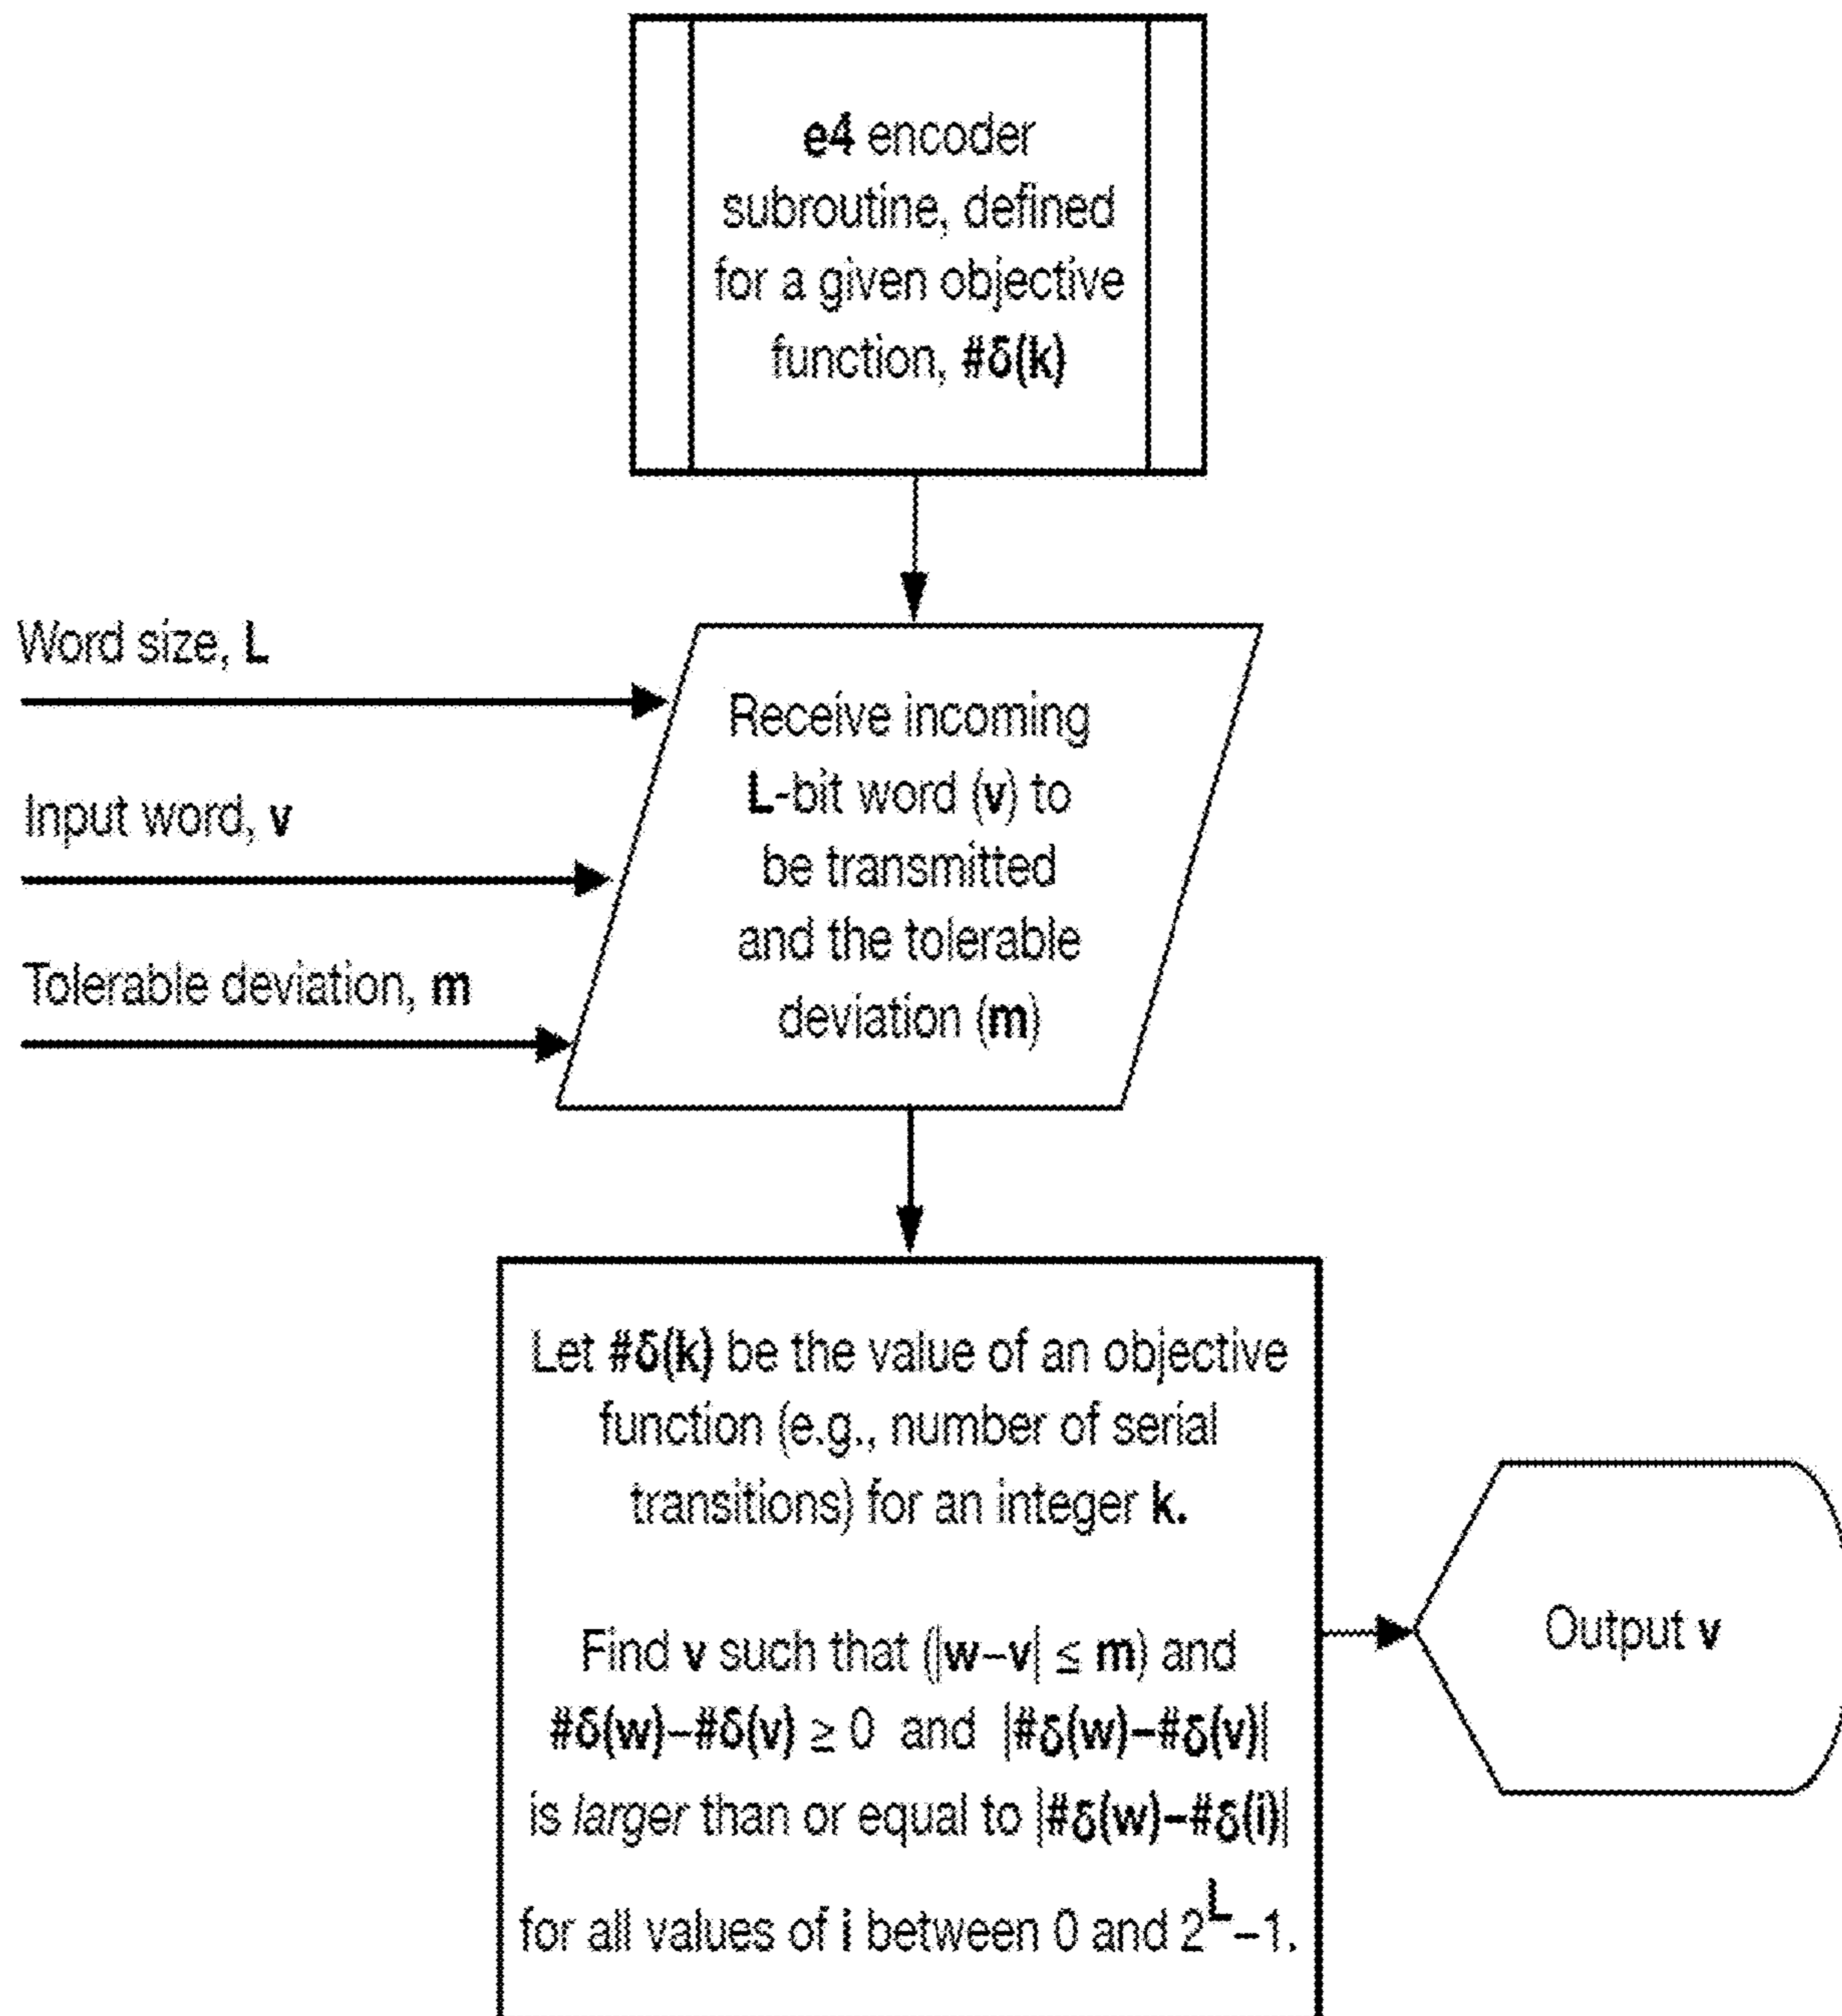 e4 encoder
subroutine, defined
for a given objective
function, #δ(k)
Word size, L
Input word, v
Tolerable deviation, m
Receive incoming
L-bit word (v) to
be transmitted
and the tolerable
deviation (m)
Let #δ(k) be the value of an objective
function (e.g., number of serial
transitions) for an integer k.
Find v such that (|w–v| ≤ m) and
#δ(w)–#δ(v) ≥ 0 and |#δ(w)–#δ(v)|
is larger than or equal to |#δ(w)–#δ(i)|
for all values of i between 0 and 2^L–1.
Output v